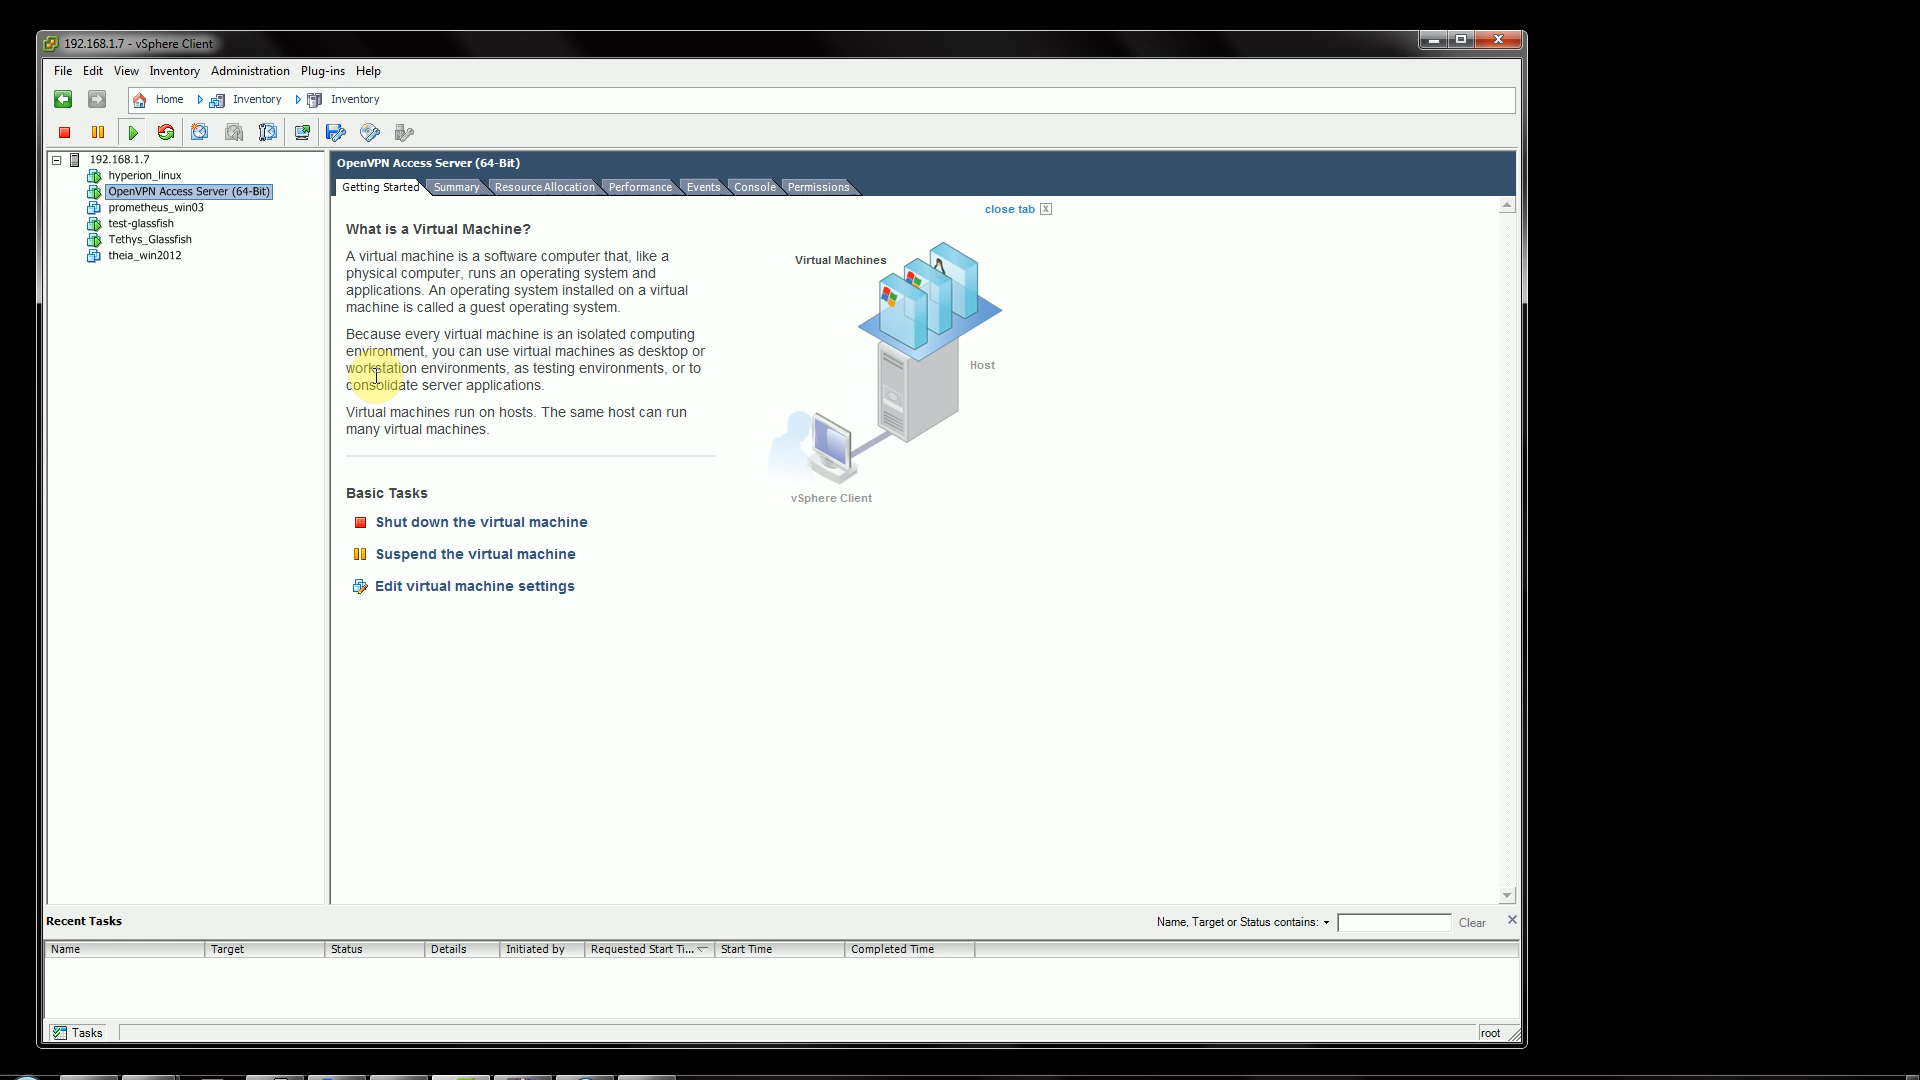 192.168.1.7 - vSphere Client
File Edit View Inventory Administration Plug-ins Help
Home Inventory Inventory
192.168.1.7
hyperion_linux
OpenVPN Access Server (64-Bit)
prometheus_win03
test-glassfish
Tethys_Glassfish
theia_win2012
OpenVPN Access Server (64-Bit)
Getting Started Summary Resource Allocation Performance Events Console Permissions
close tab X
What is a Virtual Machine?
A virtual machine is a software computer that, like a
physical computer, runs an operating system and
applications. An operating system installed on a virtual
machine is called a guest operating system.
Because every virtual machine is an isolated computing
environment, you can use virtual machines as desktop or
workstation environments, as testing environments, or to
consolidate server applications.
Virtual machines run on hosts. The same host can run
many virtual machines.
Virtual Machines
Host
vSphere Client
Basic Tasks
Shut down the virtual machine
Suspend the virtual machine
Edit virtual machine settings
Recent Tasks
Name, Target or Status contains: Clear
Name Target Status Details Initiated by Requested Start Ti... Start Time Completed Time
Tasks
root